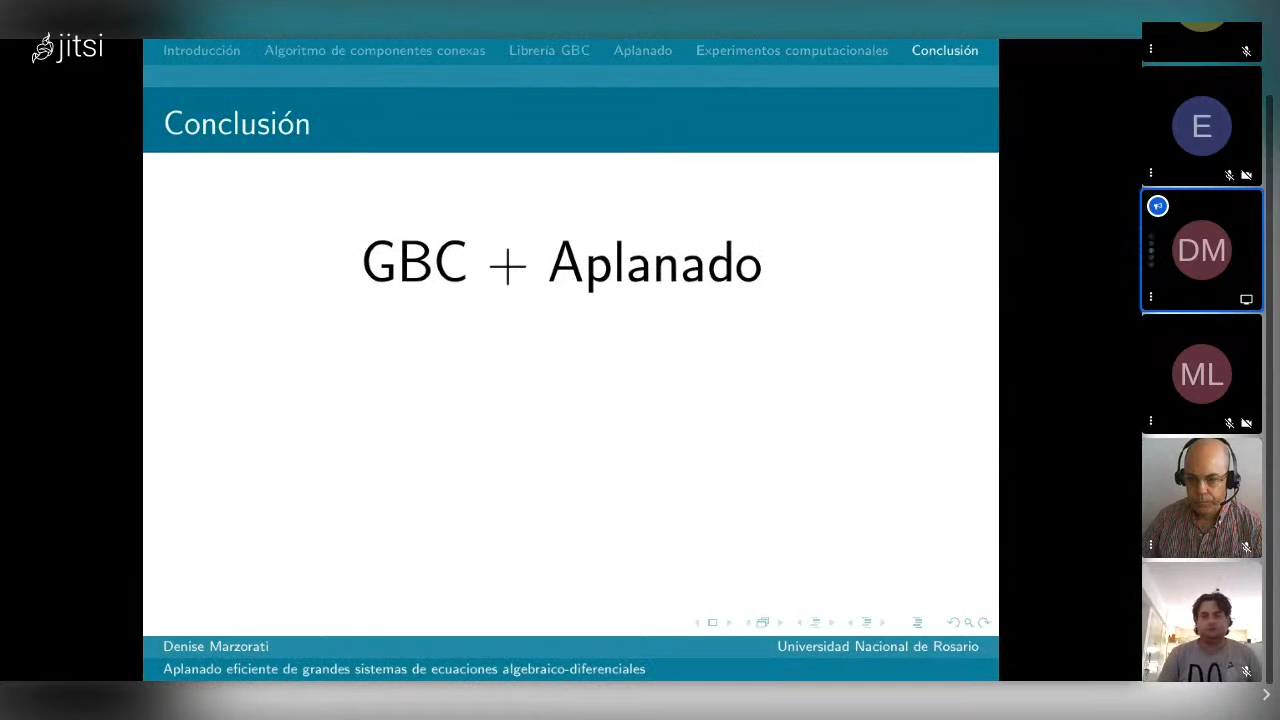 jitsi
Introducción Algoritmo de componentes conexas Librería GBC Aplanado Experimentos computacionales Conclusión
Conclusión
GBC + Aplanado
Denise Marzorati Universidad Nacional de Rosario
Aplanado eficiente de grandes sistemas de ecuaciones algebraico-diferenciales
E
DM
ML